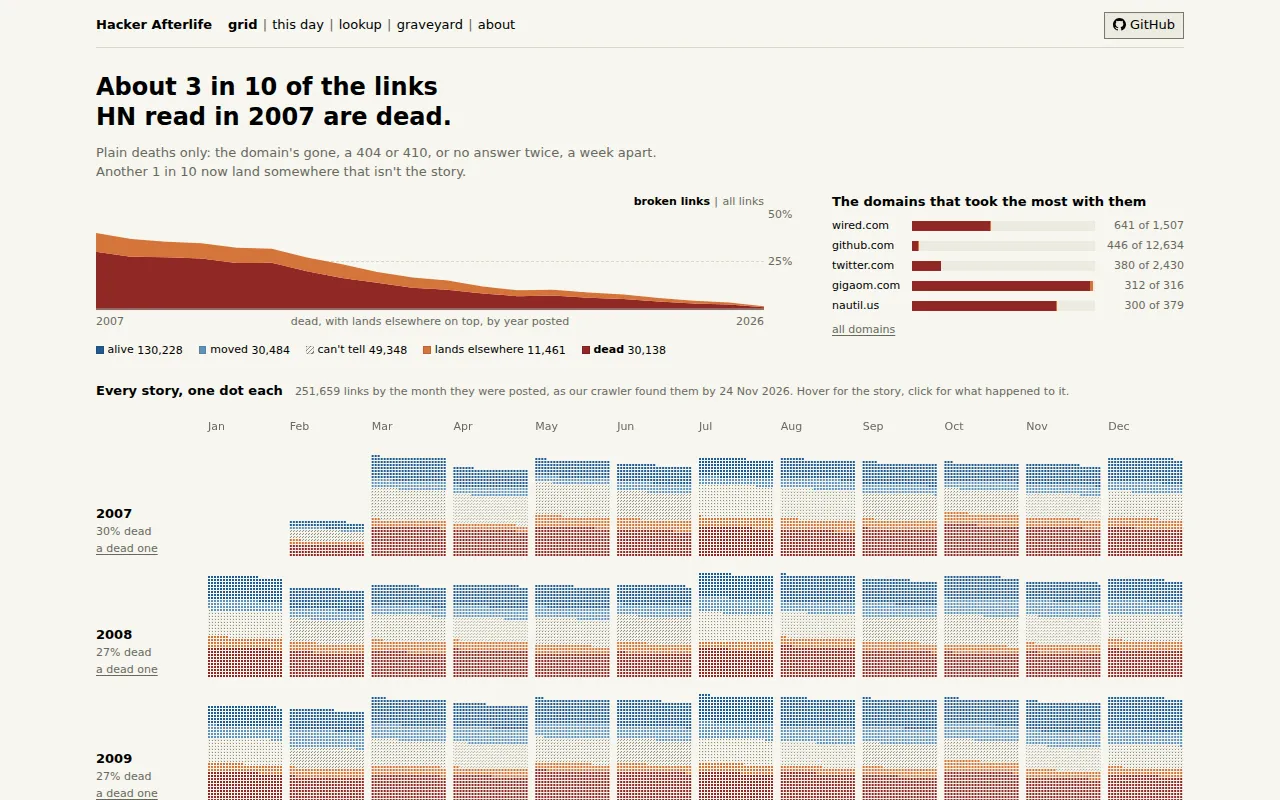 Hacker Afterlife grid | this day | lookup | graveyard | about GitHub
About 3 in 10 of the links
HN read in 2007 are dead.
Plain deaths only: the domain's gone, a 404 or 410, or no answer twice, a week apart.
Another 1 in 10 now land somewhere that isn't the story.
broken links | all links
50%
25%
2007 dead, with lands elsewhere on top, by year posted 2026
alive 130,228 moved 30,484 can't tell 49,348 lands elsewhere 11,461 dead 30,138
The domains that took the most with them
wired.com 641 of 1,507
github.com 446 of 12,634
twitter.com 380 of 2,430
gigaom.com 312 of 316
nautil.us 300 of 379
all domains
Every story, one dot each 251,659 links by the month they were posted, as our crawler found them by 24 Nov 2026. Hover for the story, click for what happened to it.
Jan Feb Mar Apr May Jun Jul Aug Sep Oct Nov Dec
2007
30% dead
a dead one
2008
27% dead
a dead one
2009
27% dead
a dead one